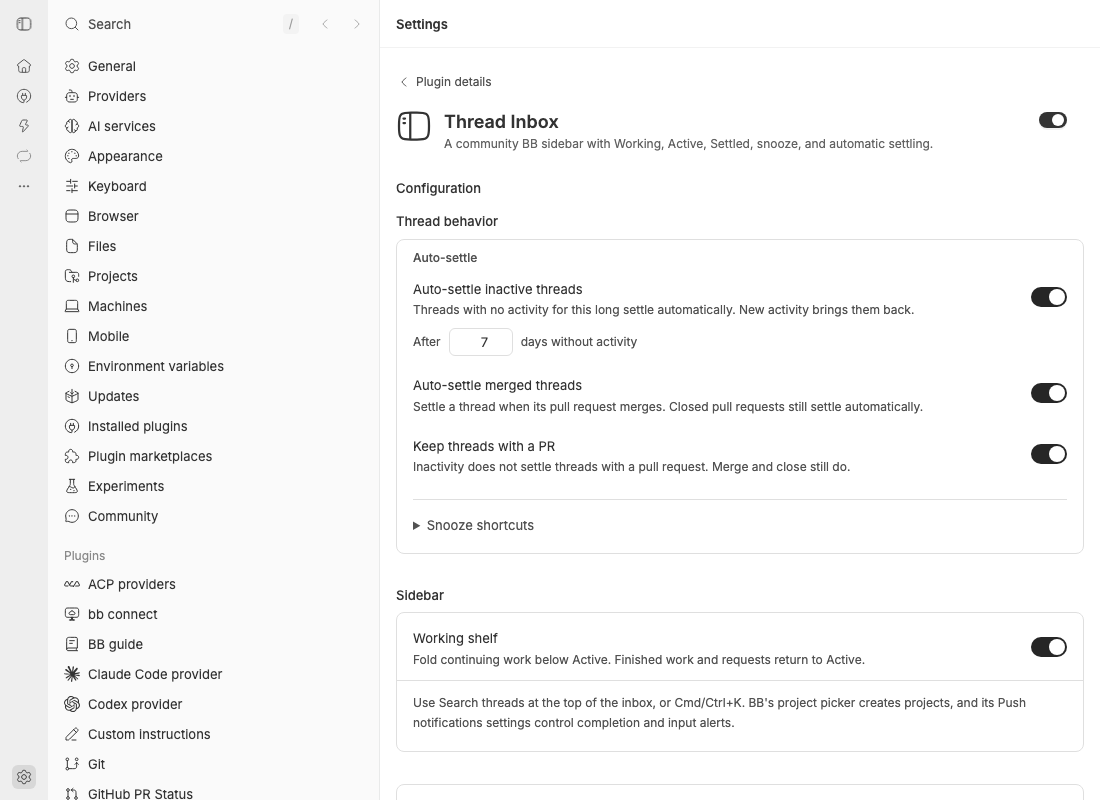 Search /
General
Providers
AI services
Appearance
Keyboard
Browser
Files
Projects
Machines
Mobile
Environment variables
Updates
Installed plugins
Plugin marketplaces
Experiments
Community
Plugins
ACP providers
bb connect
BB guide
Claude Code provider
Codex provider
Custom instructions
Git
GitHub PR Status
Settings
Plugin details
Thread Inbox
A community BB sidebar with Working, Active, Settled, snooze, and automatic settling.
Configuration
Thread behavior
Auto-settle
Auto-settle inactive threads
Threads with no activity for this long settle automatically. New activity brings them back.
After 7 days without activity
Auto-settle merged threads
Settle a thread when its pull request merges. Closed pull requests still settle automatically.
Keep threads with a PR
Inactivity does not settle threads with a pull request. Merge and close still do.
Snooze shortcuts
Sidebar
Working shelf
Fold continuing work below Active. Finished work and requests return to Active.
Use Search threads at the top of the inbox, or Cmd/Ctrl+K. BB's project picker creates projects, and its Push
notifications settings control completion and input alerts.